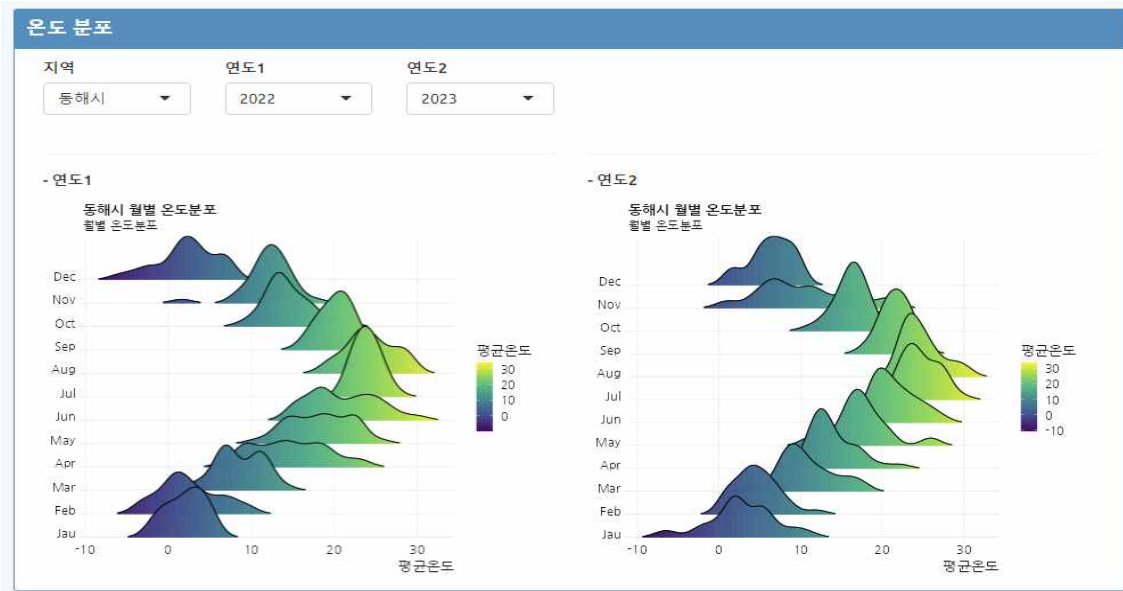 온도 분포
지역 연도1 연도2
동해시 2022 2023
- 연도1
동해시 월별 온도분포
월별 온도분포
Dec
Nov
Oct
Sep
Aug
Jul
Jun
May
Apr
Mar
Feb
Jau
-10 0 10 20 30
평균온도
평균온도
30
20
10
0
- 연도2
동해시 월별 온도분포
월별 온도분포
Dec
Nov
Oct
Sep
Aug
Jul
Jun
May
Apr
Mar
Feb
Jau
-10 0 10 20 30
평균온도
평균온도
30
20
10
0
-10